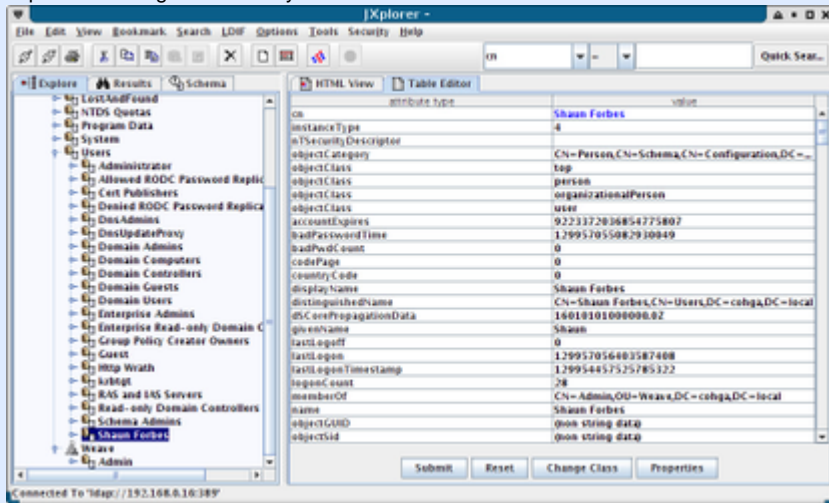 JXplorer -
File Edit View Bookmark Search LDIF Options Tools Security Help
cn = Quick Sear...
Explore Results Schema HTML View Table Editor
attribute type value
LostAndFound
NTDS Quotas
Program Data
System
Users
Administrator
Allowed RODC Password Replic
Cert Publishers
Denied RODC Password Replica
DnsAdmins
DnsUpdateProxy
Domain Admins
Domain Computers
Domain Controllers
Domain Guests
Domain Users
Enterprise Admins
Enterprise Read-only Domain C
Group Policy Creator Owners
Guest
Http Wrath
krbtgt
RAS and IAS Servers
Read-only Domain Controllers
Schema Admins
Shaun Forbes
Weave
Admin
cn Shaun Forbes
instanceType 4
nTSecurityDescriptor
objectCategory CN=Person,CN=Schema,CN=Configuration,DC=...
objectClass top
objectClass person
objectClass organizationalPerson
objectClass user
accountExpires 9223372036854775807
badPasswordTime 129957055082930049
badPwdCount 0
codePage 0
countryCode 0
displayName Shaun Forbes
distinguishedName CN=Shaun Forbes,CN=Users,DC=cohga,DC=local
dSCorePropagationData 16010101000000.0Z
givenName Shaun
lastLogoff 0
lastLogon 129957056403587408
lastLogonTimestamp 129954457525785322
logonCount 28
memberOf CN=Admin,OU=Weave,DC=cohga,DC=local
name Shaun Forbes
objectGUID (non string data)
objectSid (non string data)
Submit Reset Change Class Properties
Connected To 'ldap://192.168.0.16:389'